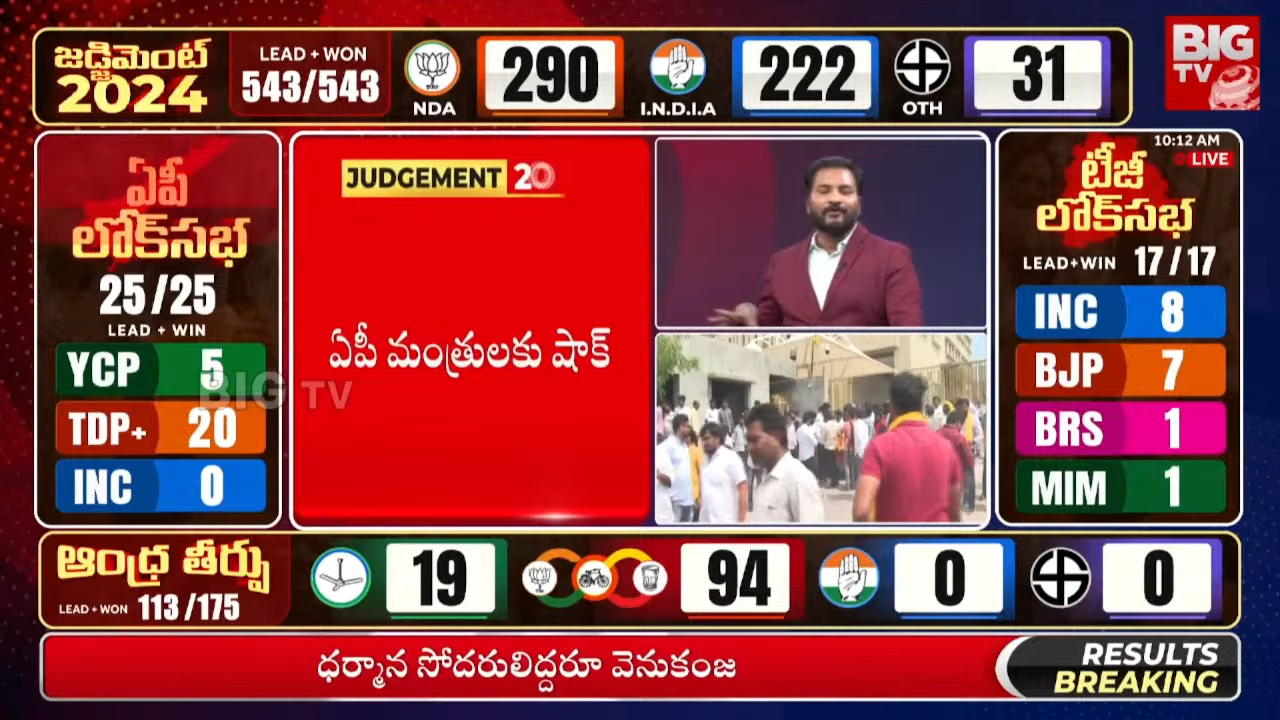 జడ్జిమెంట్
2024
LEAD + WON
543/543
NDA
290
I.N.D.I.A
222
OTH
31
BIG
TV
ఏపీ
లోక్‌సభ
25/25
LEAD + WIN
YCP 5
TDP+ 20
INC 0
BIG TV
JUDGEMENT 20
ఏపీ మంత్రులకు షాక్
10:12 AM
LIVE
టీజీ
లోక్‌సభ
LEAD+WIN 17/17
INC 8
BJP 7
BRS 1
MIM 1
ఆంధ్ర తీర్పు
LEAD + WON 113/175
19
94
0
0
ధర్మాన సోదరులిద్దరూ వెనుకంజ
RESULTS
BREAKING